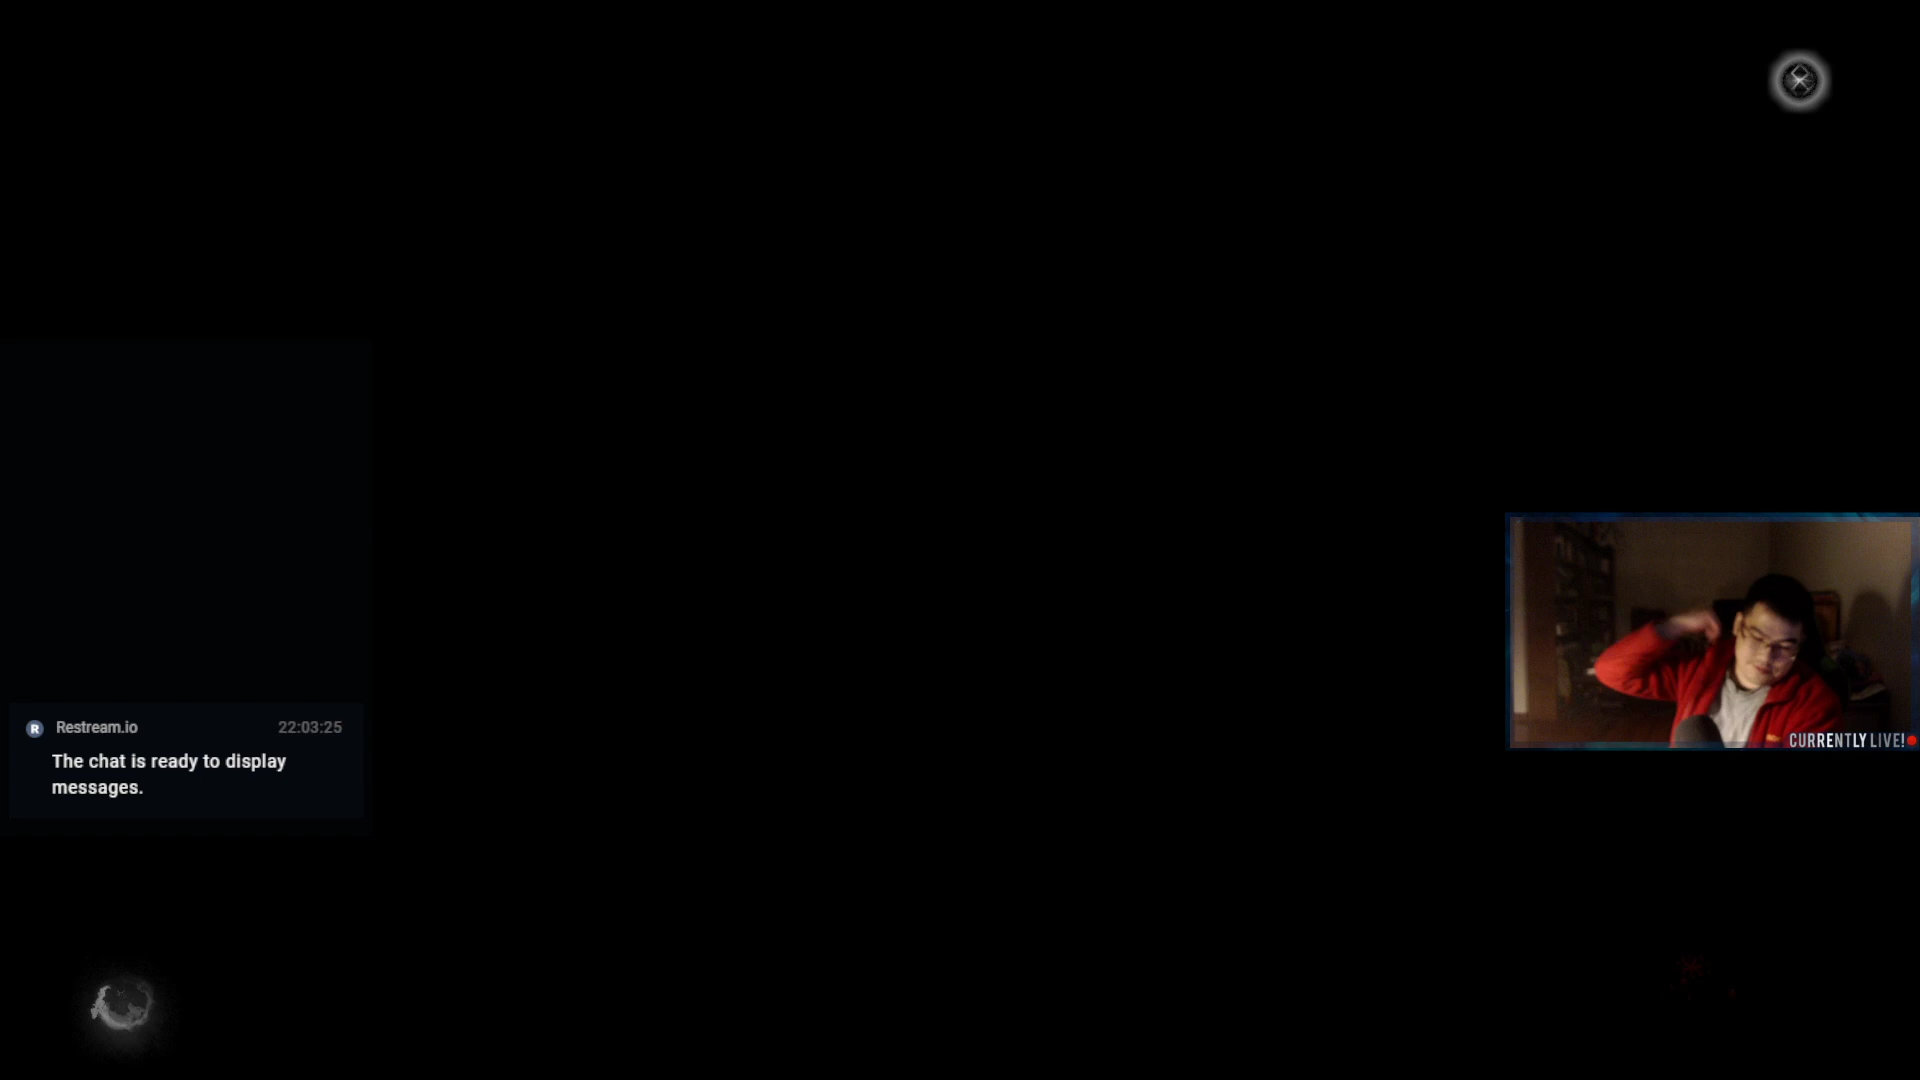 Restream.io 22:03:25
The chat is ready to display
messages.
CURRENTLY LIVE!